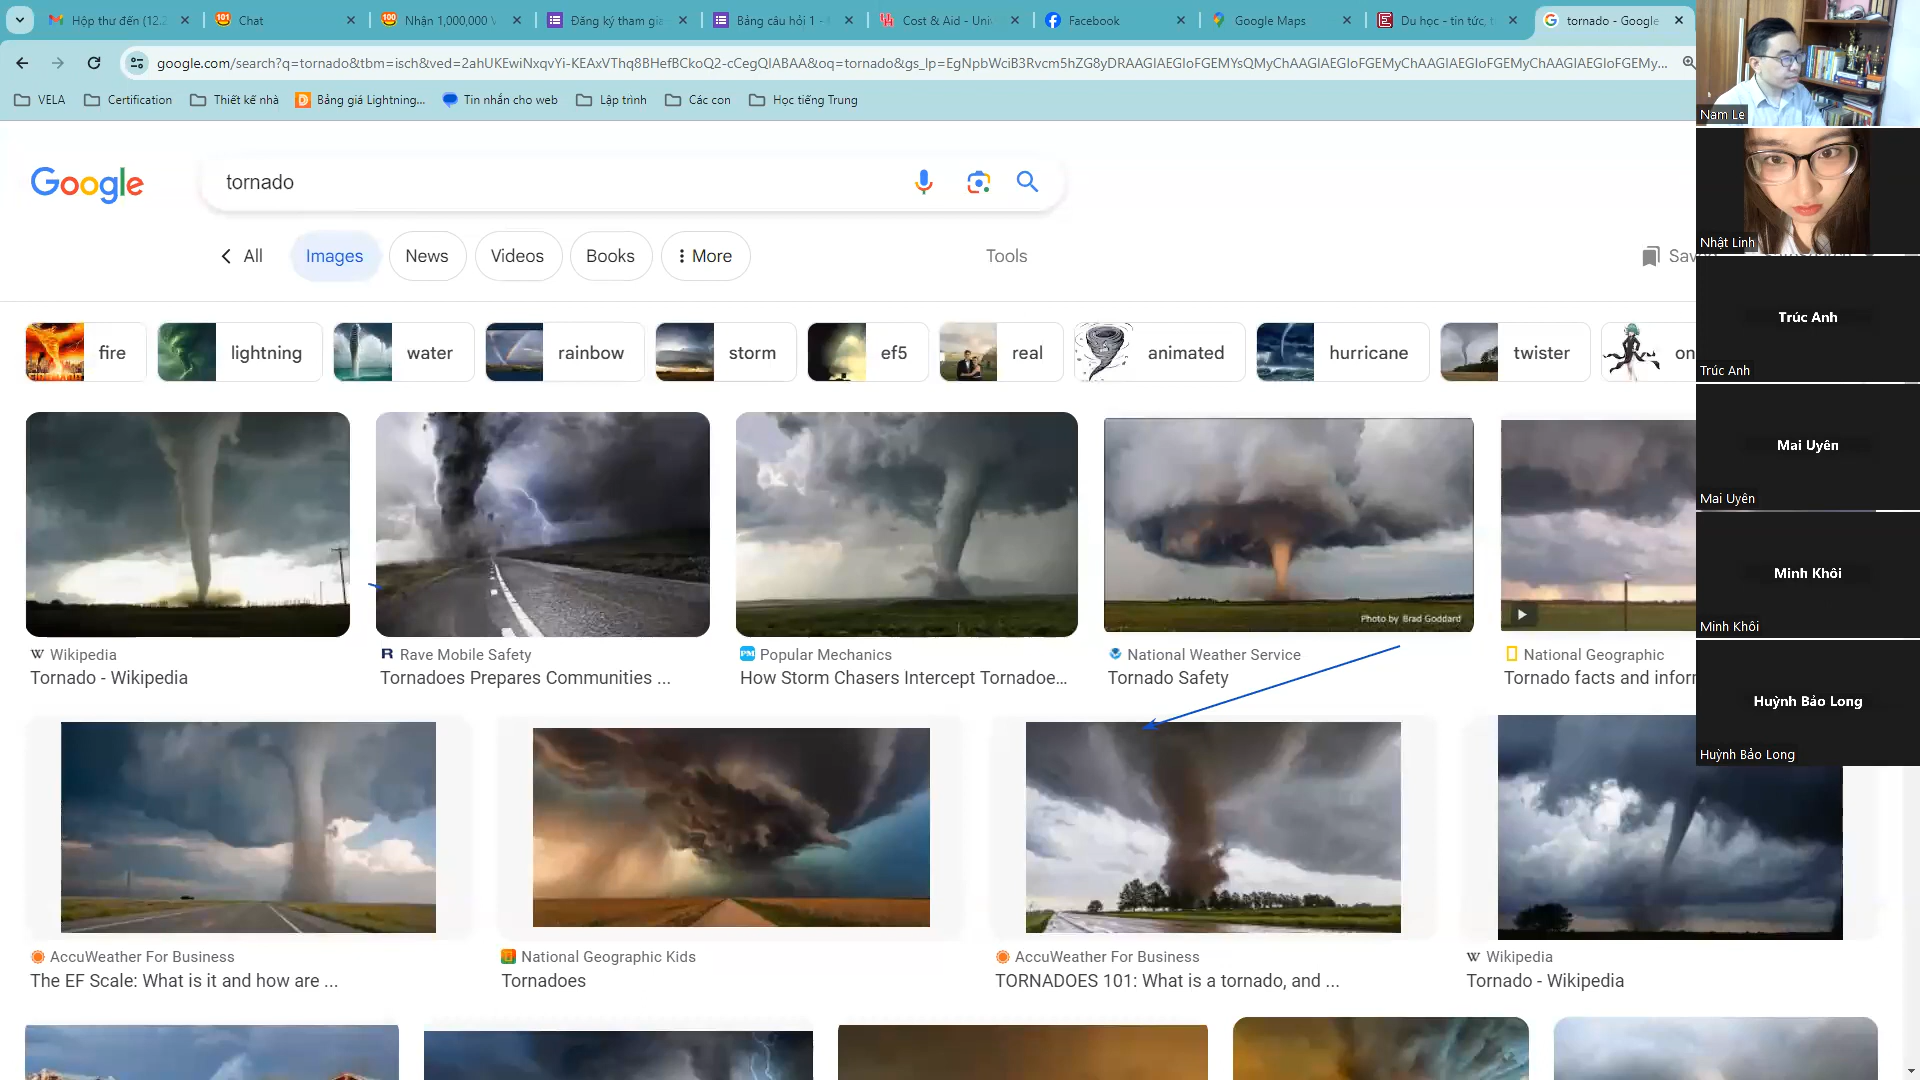 Hộp thư đến (12.2
Chat
Nhận 1,000,000 V
Đăng ký tham gia
Bảng câu hỏi 1 -
Cost & Aid - Univ
Facebook
Google Maps
Du học - tin tức, t
tornado - Google
google.com/search?q=tornado&tbm=isch&ved=2ahUKEwiNxqvYi-KEAxVThq8BHefBCkoQ2-cCegQIABAA&oq=tornado&gs_lp=EgNpbWciB3Rvcm5hZG8yDRAAGIAEGIoFGEMYsQMyChAAGIAEGIoFGEMyChAAGIAEGIoFGEMyChAAGIAEGIoFGEMy...
VELA
Certification
Thiết kế nhà
Bảng giá Lightning...
Tin nhắn cho web
Lập trình
Các con
Học tiếng Trung
Google
tornado
All
Images
News
Videos
Books
More
Tools
fire
lightning
water
rainbow
storm
ef5
real
animated
hurricane
twister
Photo by Brad Goddard
Wikipedia
Tornado - Wikipedia
Rave Mobile Safety
Tornadoes Prepares Communities ...
Popular Mechanics
How Storm Chasers Intercept Tornadoe...
National Weather Service
Tornado Safety
National Geographic
Tornado facts and infor
AccuWeather For Business
The EF Scale: What is it and how are ...
National Geographic Kids
Tornadoes
AccuWeather For Business
TORNADOES 101: What is a tornado, and ...
Wikipedia
Tornado - Wikipedia
Nam Le
Nhật Linh
Trúc Anh
Trúc Anh
Mai Uyên
Mai Uyên
Minh Khôi
Minh Khôi
Huỳnh Bảo Long
Huỳnh Bảo Long